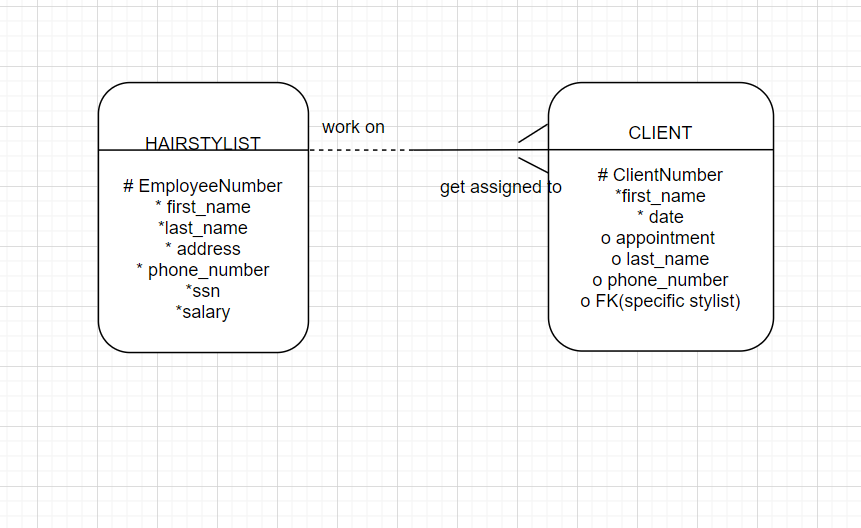 HAIRSTYLIST
# EmployeeNumber
* first_name
*last_name
* address
* phone_number
*ssn
*salary
work on
get assigned to
CLIENT
# ClientNumber
*first_name
* date
o appointment
o last_name
o phone_number
o FK(specific stylist)